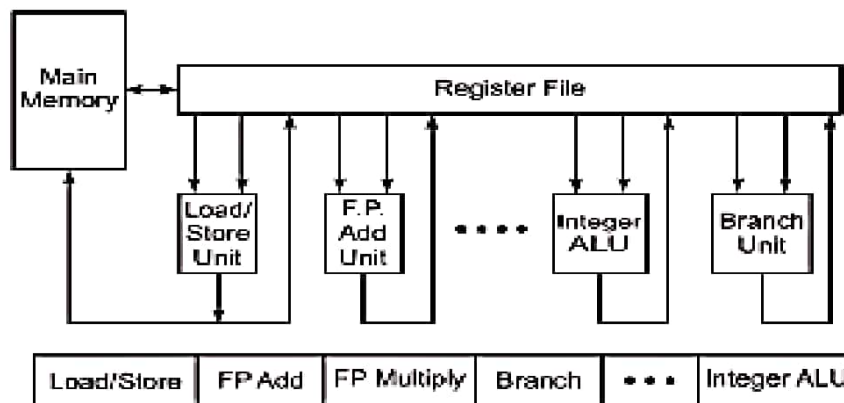 Main
Memory
Register File
Load/
Store
Unit
F.P.
Add
Unit
Integer
ALU
Branch
Unit
Load/Store FP Add FP Multiply Branch Integer ALU